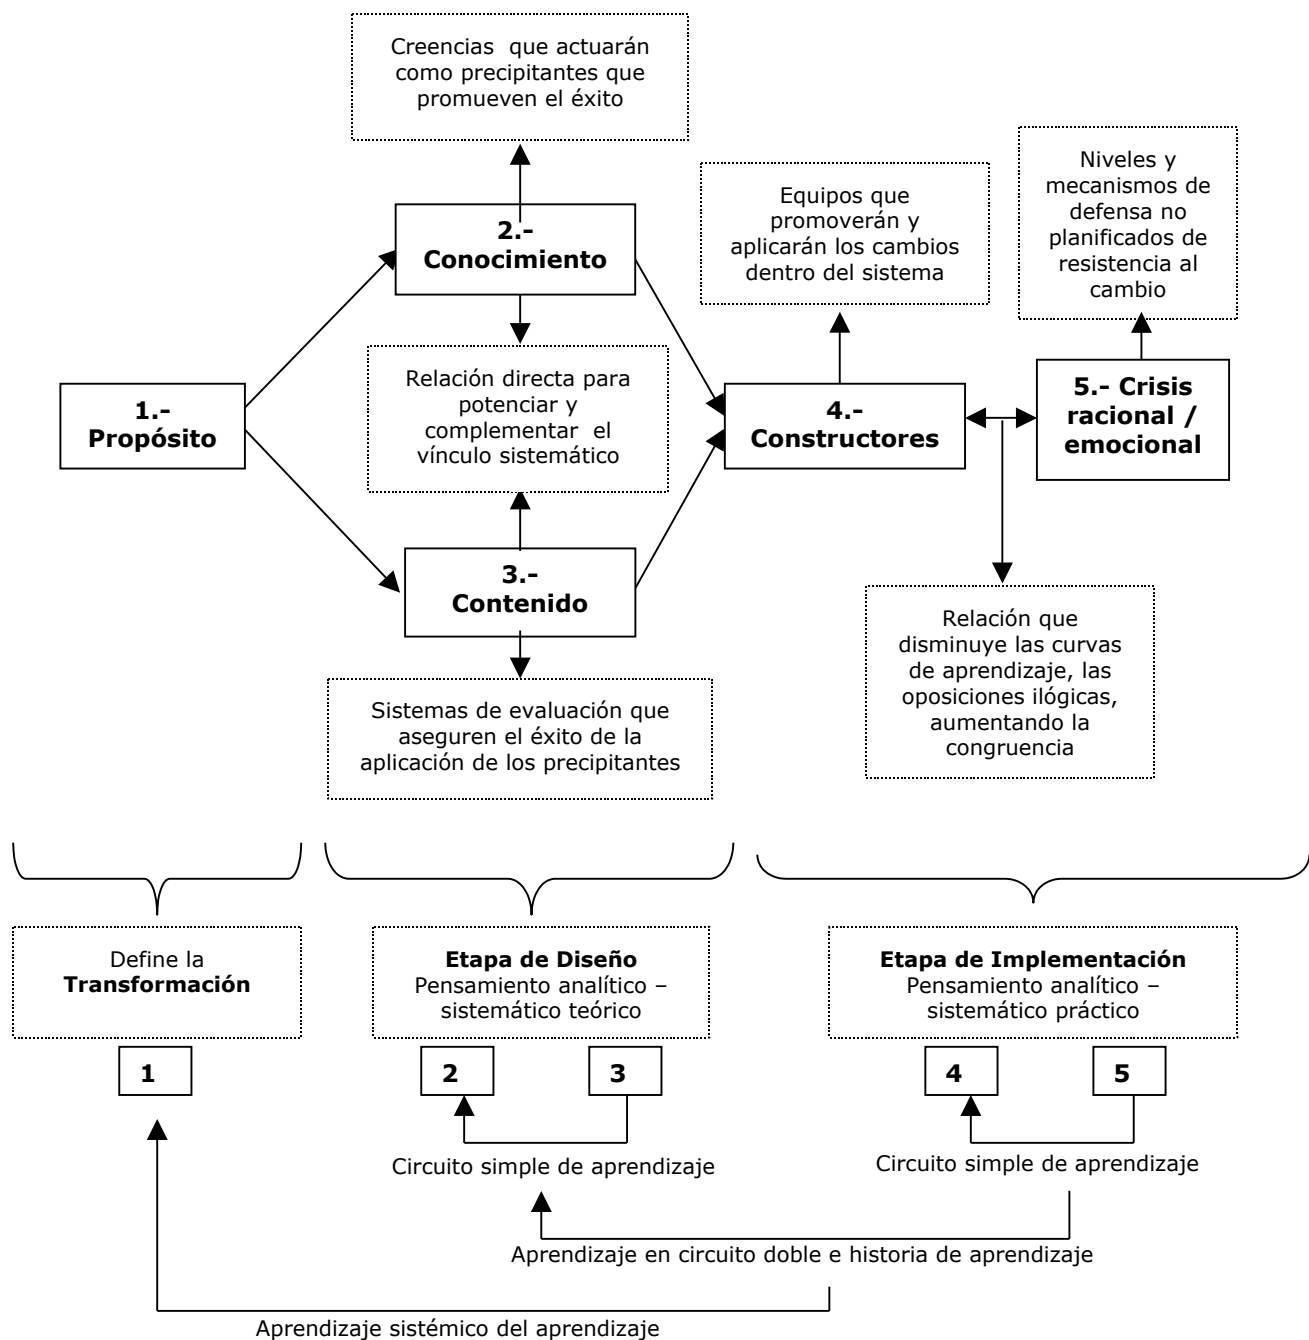 Creencias que actuarán
como precipitantes que
promueven el éxito
Niveles y
mecanismos de
defensa no
planificados de
resistencia al
cambio
Equipos que
promoverán y
aplicarán los cambios
dentro del sistema
2.-
Conocimiento
Relación directa para
potenciar y
complementar el
vínculo sistemático
1.-
Propósito
4.-
Constructores
5.- Crisis
racional /
emocional
3.-
Contenido
Relación que
disminuye las curvas
de aprendizaje, las
oposiciones ilógicas,
aumentando la
congruencia
Sistemas de evaluación que
aseguren el éxito de la
aplicación de los precipitantes
Define la
Transformación
Etapa de Diseño
Pensamiento analítico –
sistemático teórico
Etapa de Implementación
Pensamiento analítico –
sistemático práctico
1
2
3
4
5
Circuito simple de aprendizaje
Circuito simple de aprendizaje
Aprendizaje en circuito doble e historia de aprendizaje
Aprendizaje sistémico del aprendizaje